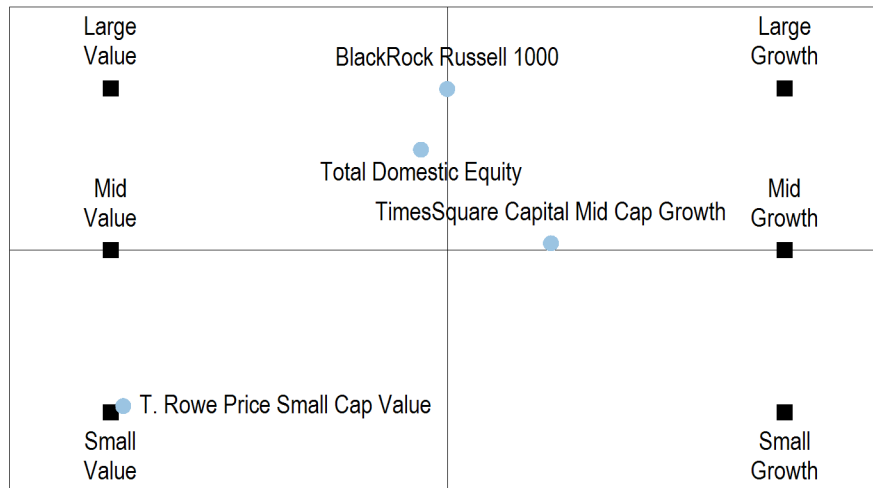 Large
Value
Large
Growth
BlackRock Russell 1000
Total Domestic Equity
Mid
Value
Mid
Growth
TimesSquare Capital Mid Cap Growth
T. Rowe Price Small Cap Value
Small
Value
Small
Growth